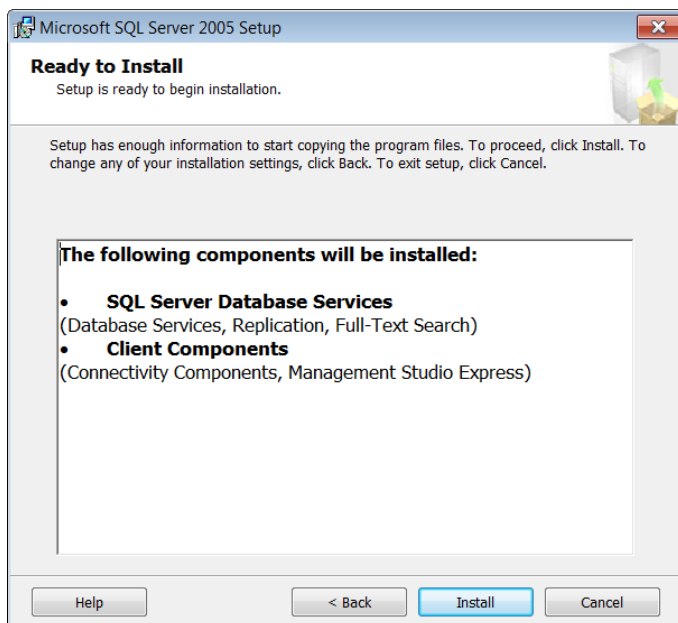 Microsoft SQL Server 2005 Setup
Ready to Install
Setup is ready to begin installation.
Setup has enough information to start copying the program files. To proceed, click Install. To
change any of your installation settings, click Back. To exit setup, click Cancel.
The following components will be installed:
• SQL Server Database Services
(Database Services, Replication, Full-Text Search)
• Client Components
(Connectivity Components, Management Studio Express)
Help
< Back
Install
Cancel